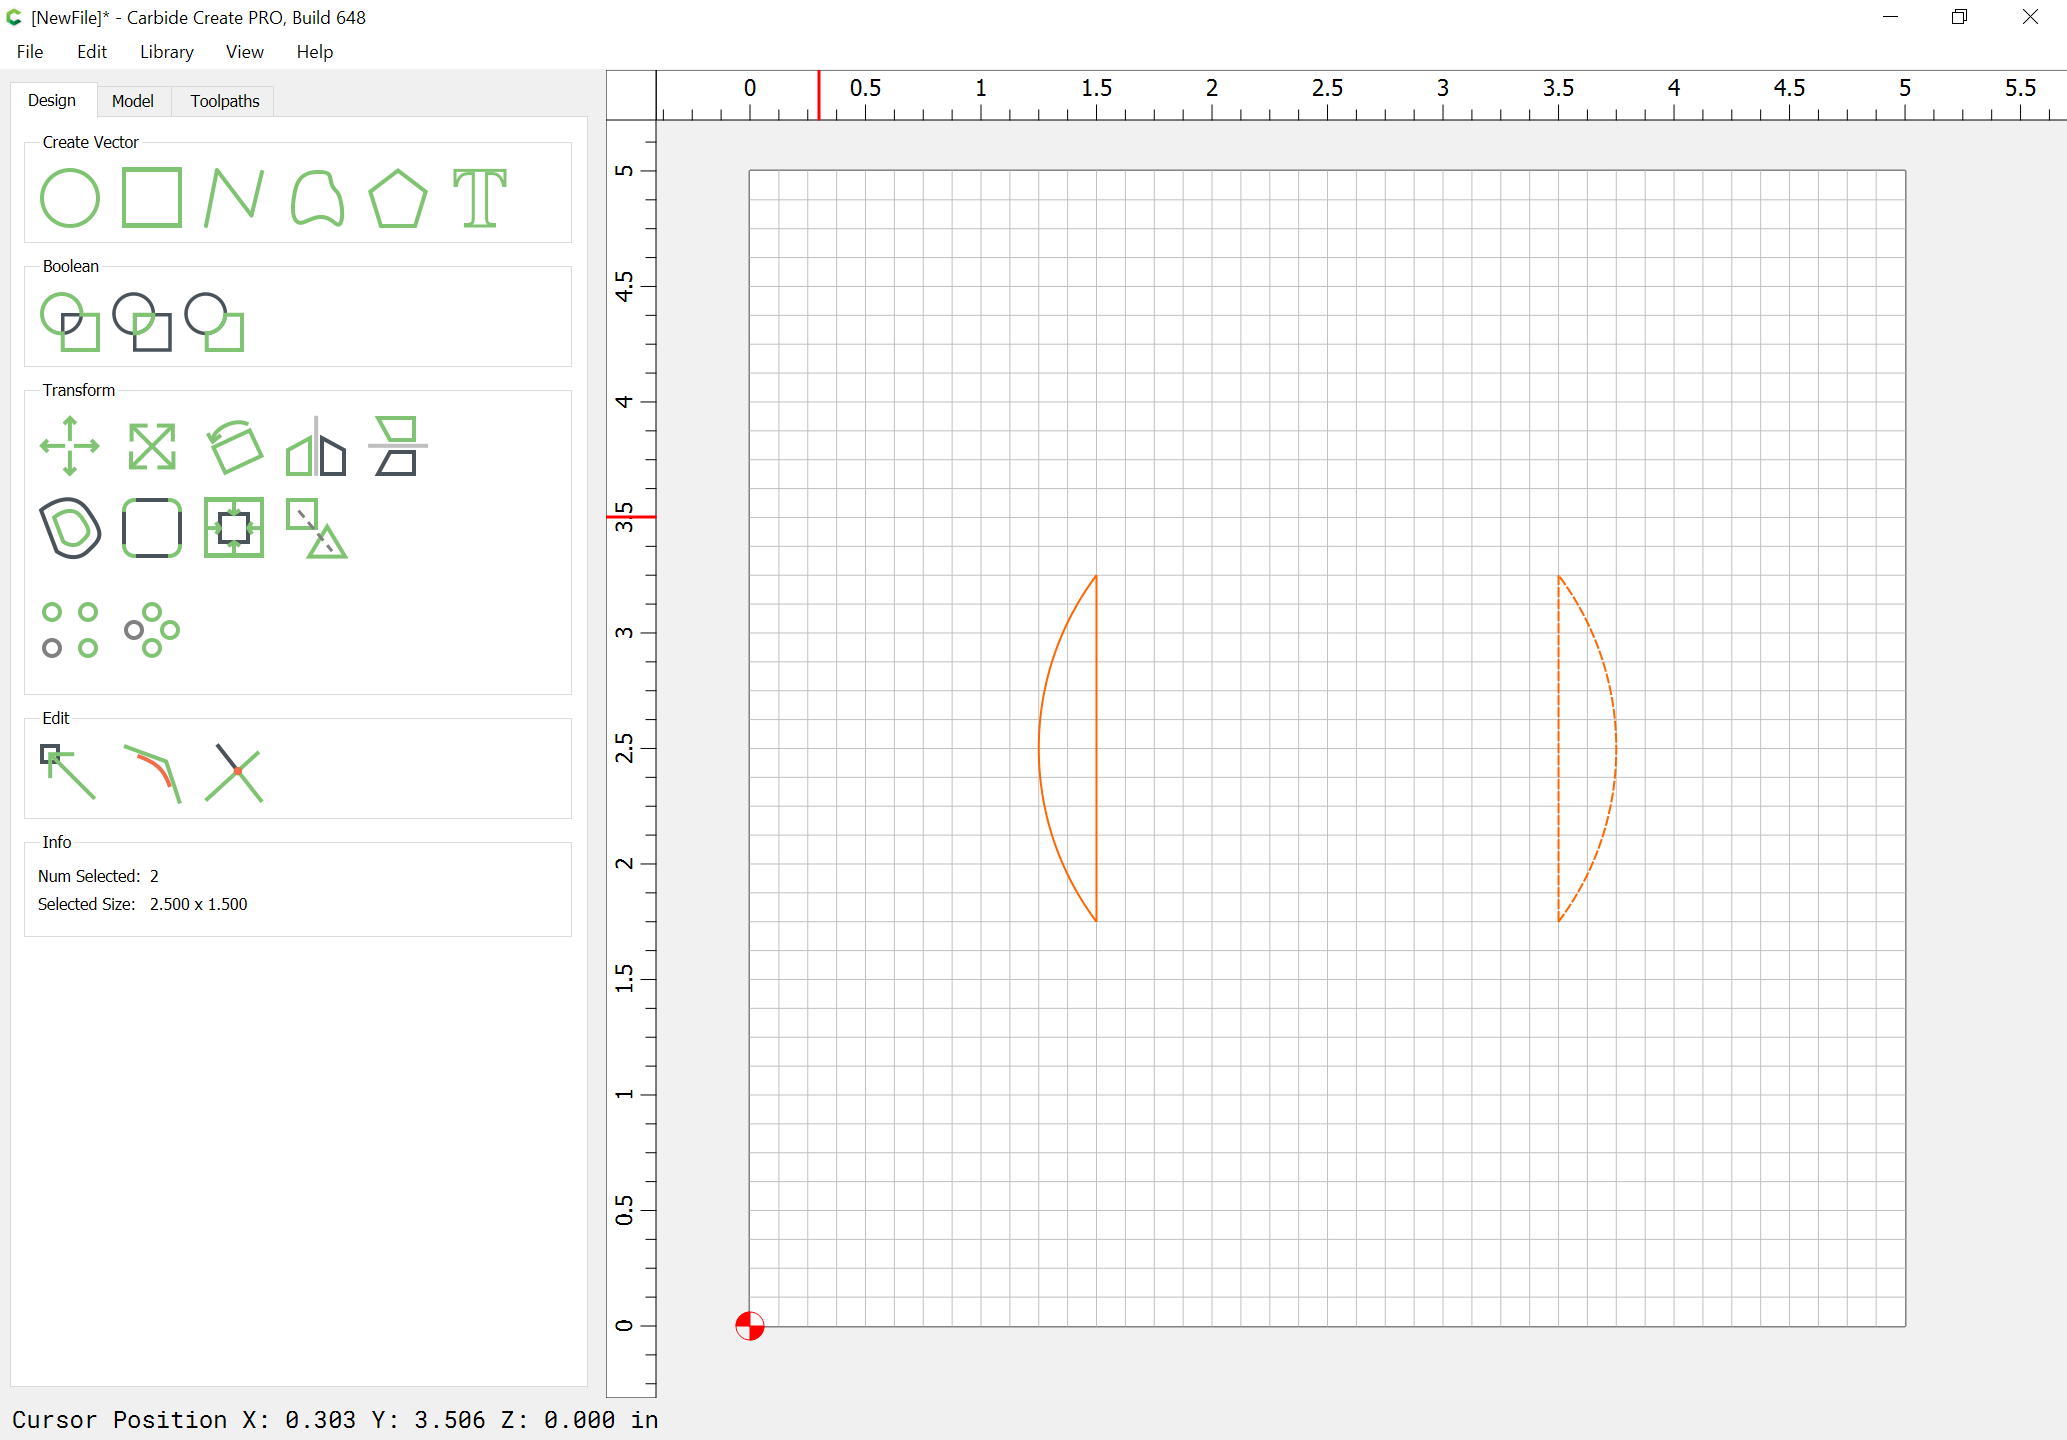 [NewFile]* - Carbide Create PRO, Build 648
File Edit Library View Help
Design Model Toolpaths
Create Vector
Boolean
Transform
Edit
Info
Num Selected: 2
Selected Size: 2.500 x 1.500
0 0.5 1 1.5 2 2.5 3 3.5 4 4.5 5 5.5
5
4.5
4
3.5
3
2.5
2
1.5
1
0.5
0
Cursor Position X: 0.303 Y: 3.506 Z: 0.000 in